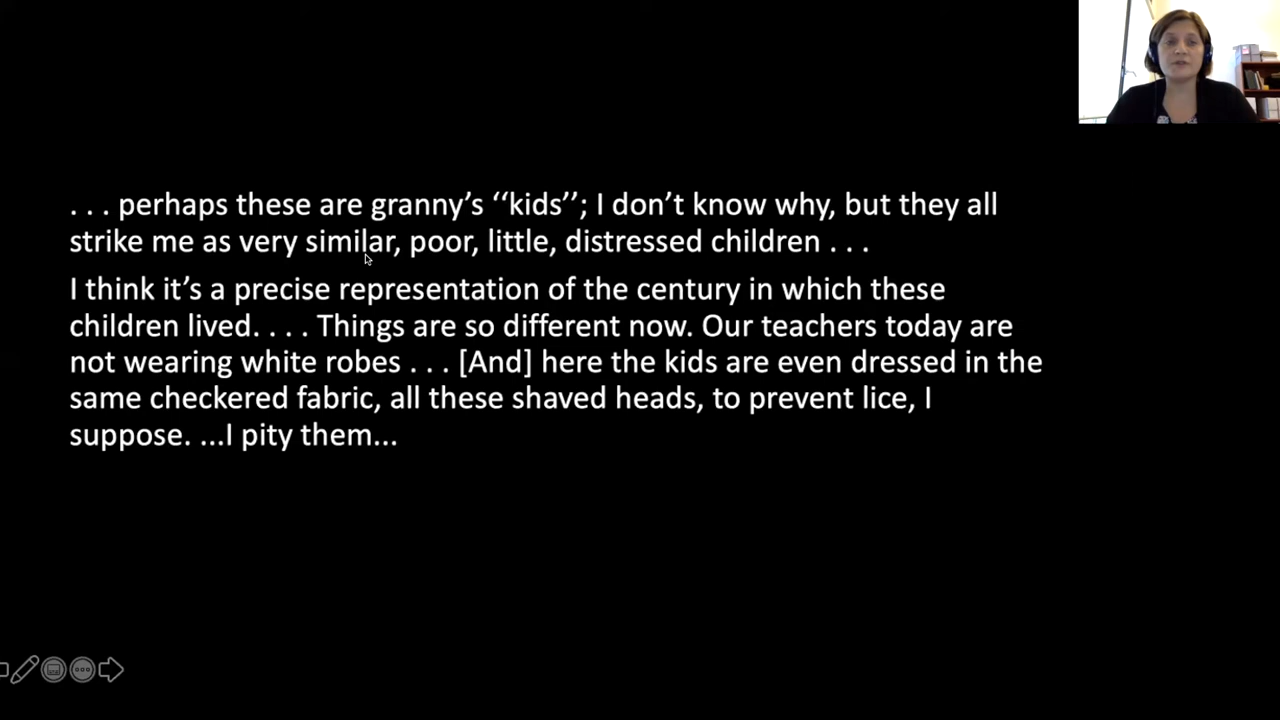 . . . perhaps these are granny’s ‘‘kids’’; I don’t know why, but they all
strike me as very similar, poor, little, distressed children . . .
I think it’s a precise representation of the century in which these
children lived. . . . Things are so different now. Our teachers today are
not wearing white robes . . . [And] here the kids are even dressed in the
same checkered fabric, all these shaved heads, to prevent lice, I
suppose. ...I pity them...